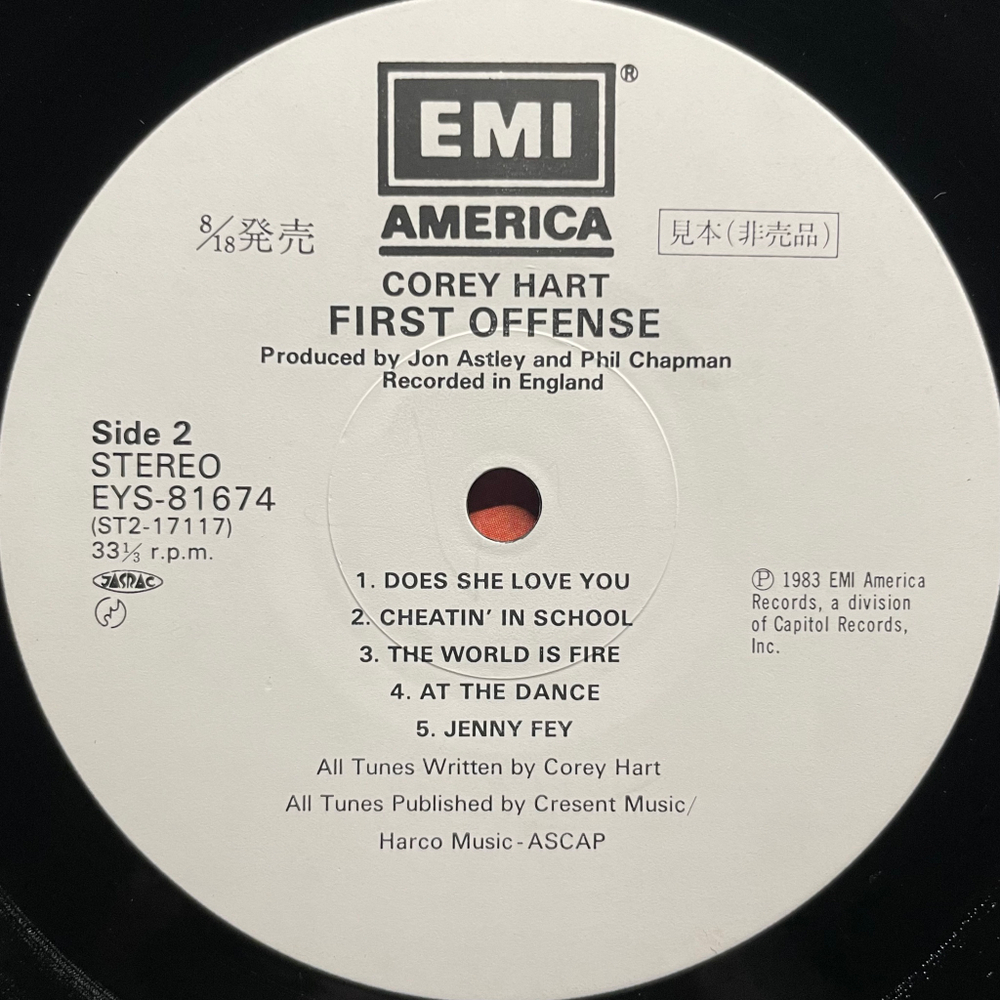 EMI
®
AMERICA
8/18発売
見本(非売品)
COREY HART
FIRST OFFENSE
Produced by Jon Astley and Phil Chapman
Recorded in England
Side 2
STEREO
EYS-81674
(ST2-17117)
33⅓ r.p.m.
JASRAC
1. DOES SHE LOVE YOU
2. CHEATIN' IN SCHOOL
3. THE WORLD IS FIRE
4. AT THE DANCE
5. JENNY FEY
All Tunes Written by Corey Hart
All Tunes Published by Cresent Music/
Harco Music-ASCAP
℗ 1983 EMI America
Records, a division
of Capitol Records,
Inc.